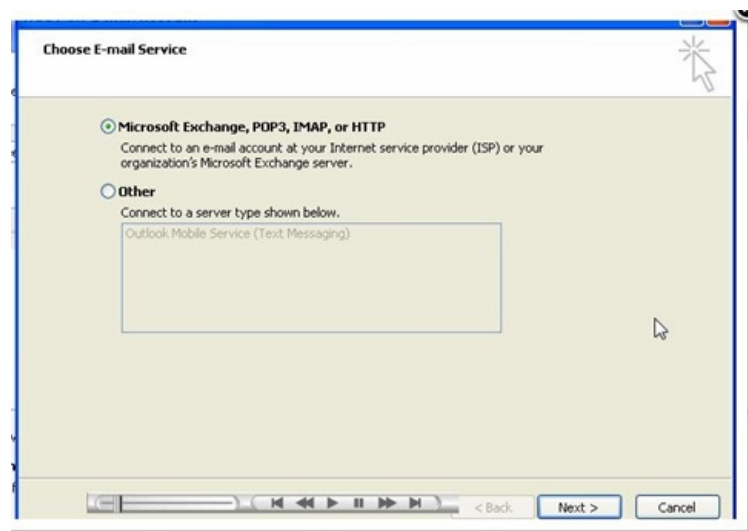 Choose E-mail Service
Microsoft Exchange, POP3, IMAP, or HTTP
Connect to an e-mail account at your Internet service provider (ISP) or your
organization's Microsoft Exchange server.
Other
Connect to a server type shown below.
Outlook Mobile Service (Text Messaging)
< Back
Next >
Cancel